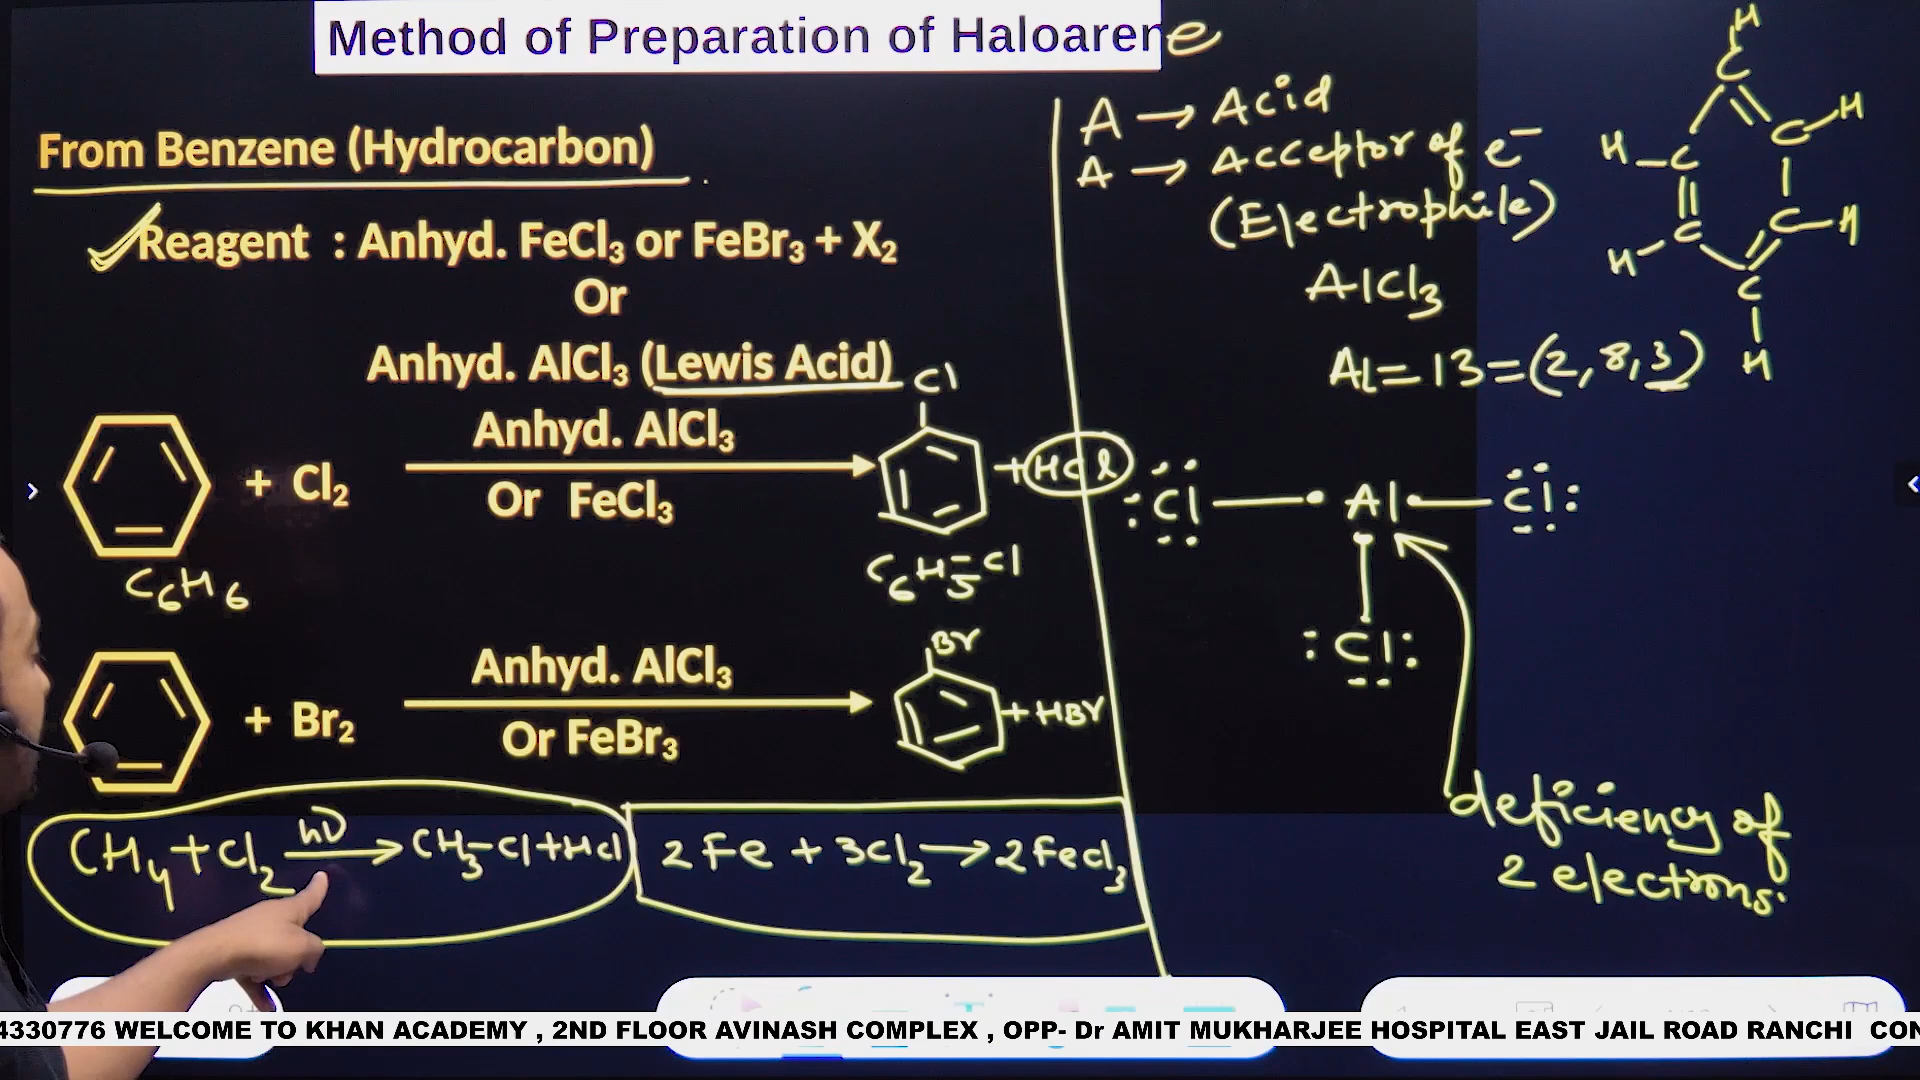 Method of Preparation of Haloarene
From Benzene (Hydrocarbon)
Reagent : Anhyd. FeCl₃ or FeBr₃ + X₂
Or
Anhyd. AlCl₃ (Lewis Acid)
Anhyd. AlCl₃
+ Cl₂
Or FeCl₃
Cl
+HCl
C₆H₆
C₆H₅-Cl
Anhyd. AlCl₃
+ Br₂
Or FeBr₃
Br
+HBr
CH₄+Cl₂ hν → CH₃-Cl+HCl
2Fe + 3Cl₂ → 2FeCl₃
A → Acid
A → Acceptor of e⁻
(Electrophile)
AlCl₃
Al=13=(2,8,3)
:Cl — Al — Cl:
:Cl:
deficiency of
2 electrons.
H
C
C-H
H-C
C-H
H-C
C
H
4330776 WELCOME TO KHAN ACADEMY , 2ND FLOOR AVINASH COMPLEX , OPP- Dr AMIT MUKHARJEE HOSPITAL EAST JAIL ROAD RANCHI CON